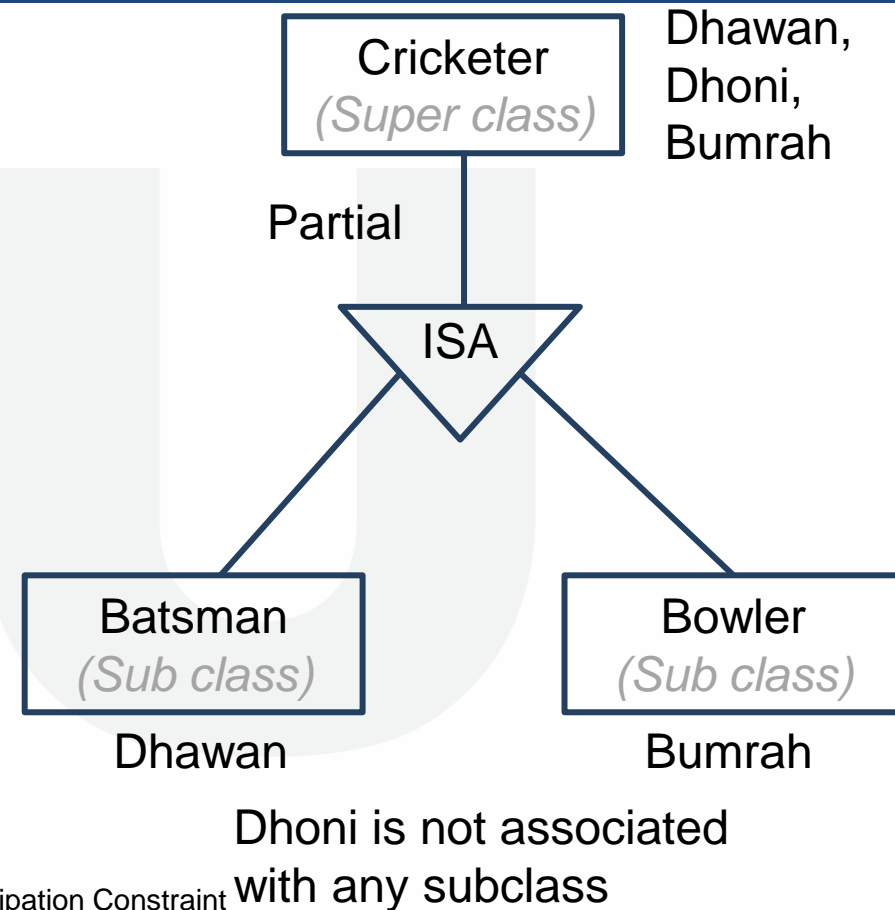 Cricketer
(Super class)
Dhawan,
Dhoni,
Bumrah
Partial
ISA
Batsman
(Sub class)
Bowler
(Sub class)
Dhawan
Bumrah
Dhoni is not associated
with any subclass
Constraint